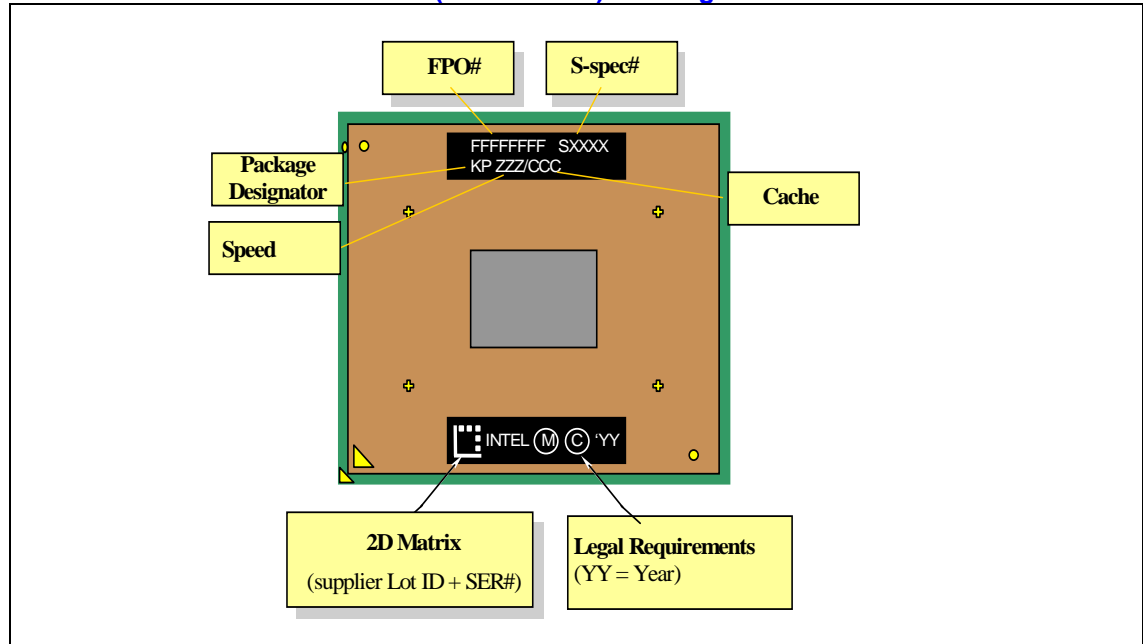 FPO#
S-spec#
FFFFFFFF SXXXX
KP ZZZ/CCC
Package
Designator
Cache
Speed
INTEL M C 'YY
2D Matrix
(supplier Lot ID + SER#)
Legal Requirements
(YY = Year)